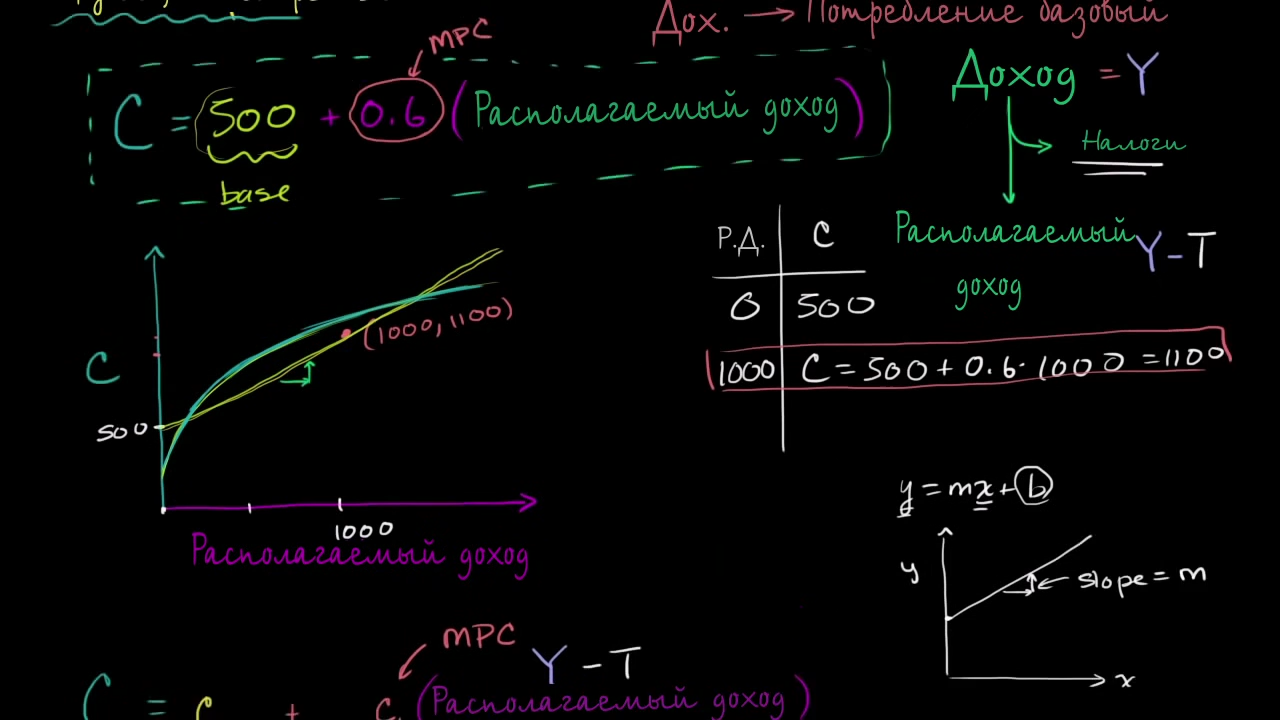 Дох. → Потребление базовый
MPC
C = 500 + 0.6 (Располагаемый доход)
base
Доход = Y
Налоги
Располагаемый доход
Y - T
Р.Д. C
0 500
1000 C = 500 + 0.6 · 1000 = 1100
C
(1000, 1100)
500
1000
Располагаемый доход
y = mx + b
y
slope = m
x
MPC
Y - T
C = c + c (Располагаемый доход)